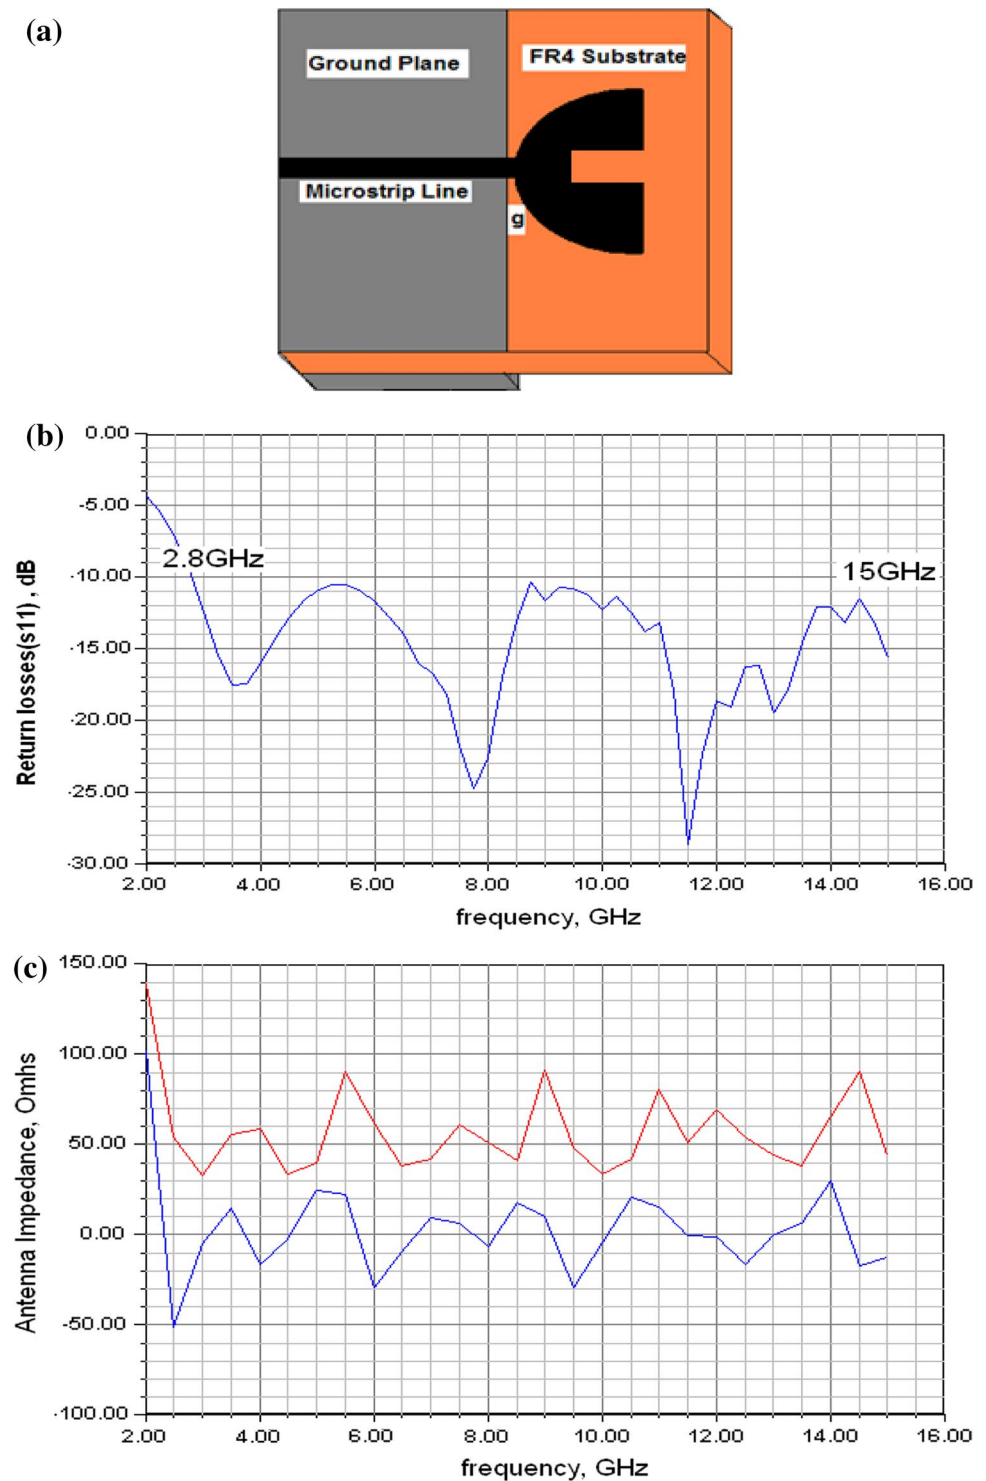 (a)
Ground Plane
FR4 Substrate
Microstrip Line
g
(b)
0.00
-5.00
-10.00
-15.00
-20.00
-25.00
-30.00
Return losses(s11), dB
2.8GHz
15GHz
2.00 4.00 6.00 8.00 10.00 12.00 14.00 16.00
frequency, GHz
(c)
150.00
100.00
50.00
0.00
-50.00
-100.00
Antenna Impedance, Omhs
2.00 4.00 6.00 8.00 10.00 12.00 14.00 16.00
frequency, GHz